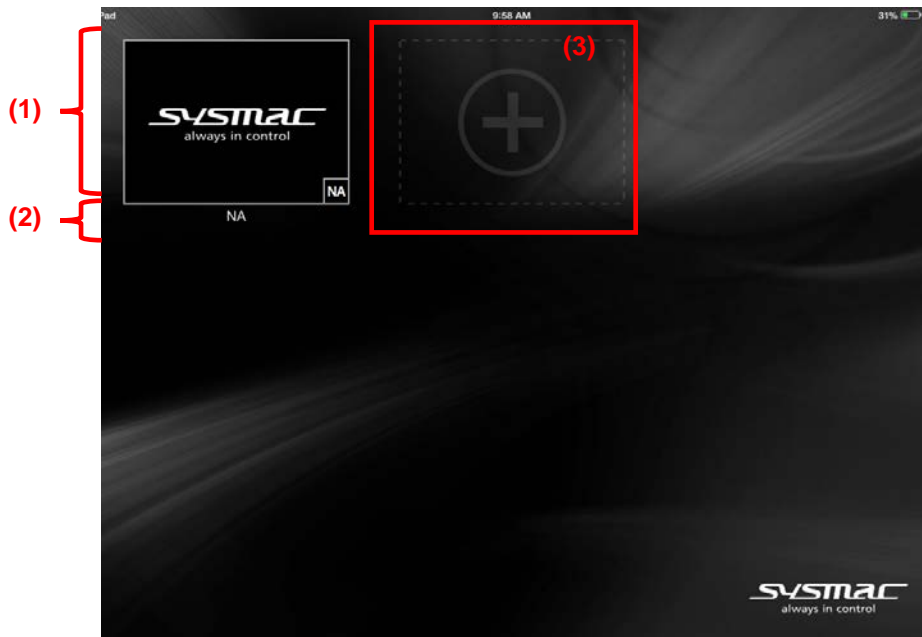 Pad
9:58 AM
31%
(1)
(3)
sysmac
always in control
NA
(2)
NA
sysmac
always in control